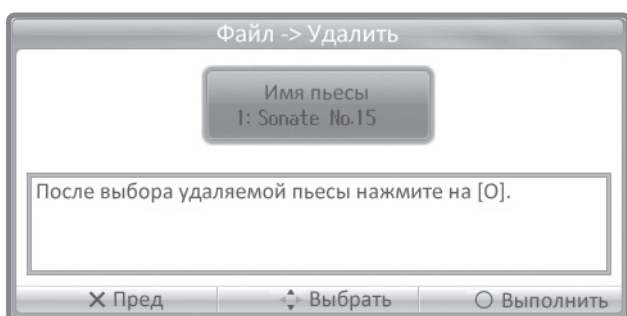 Файл -> Удалить
Имя пьесы
1: Sonate No.15
После выбора удаляемой пьесы нажмите на [O].
✕ Пред Выбрать ○ Выполнить